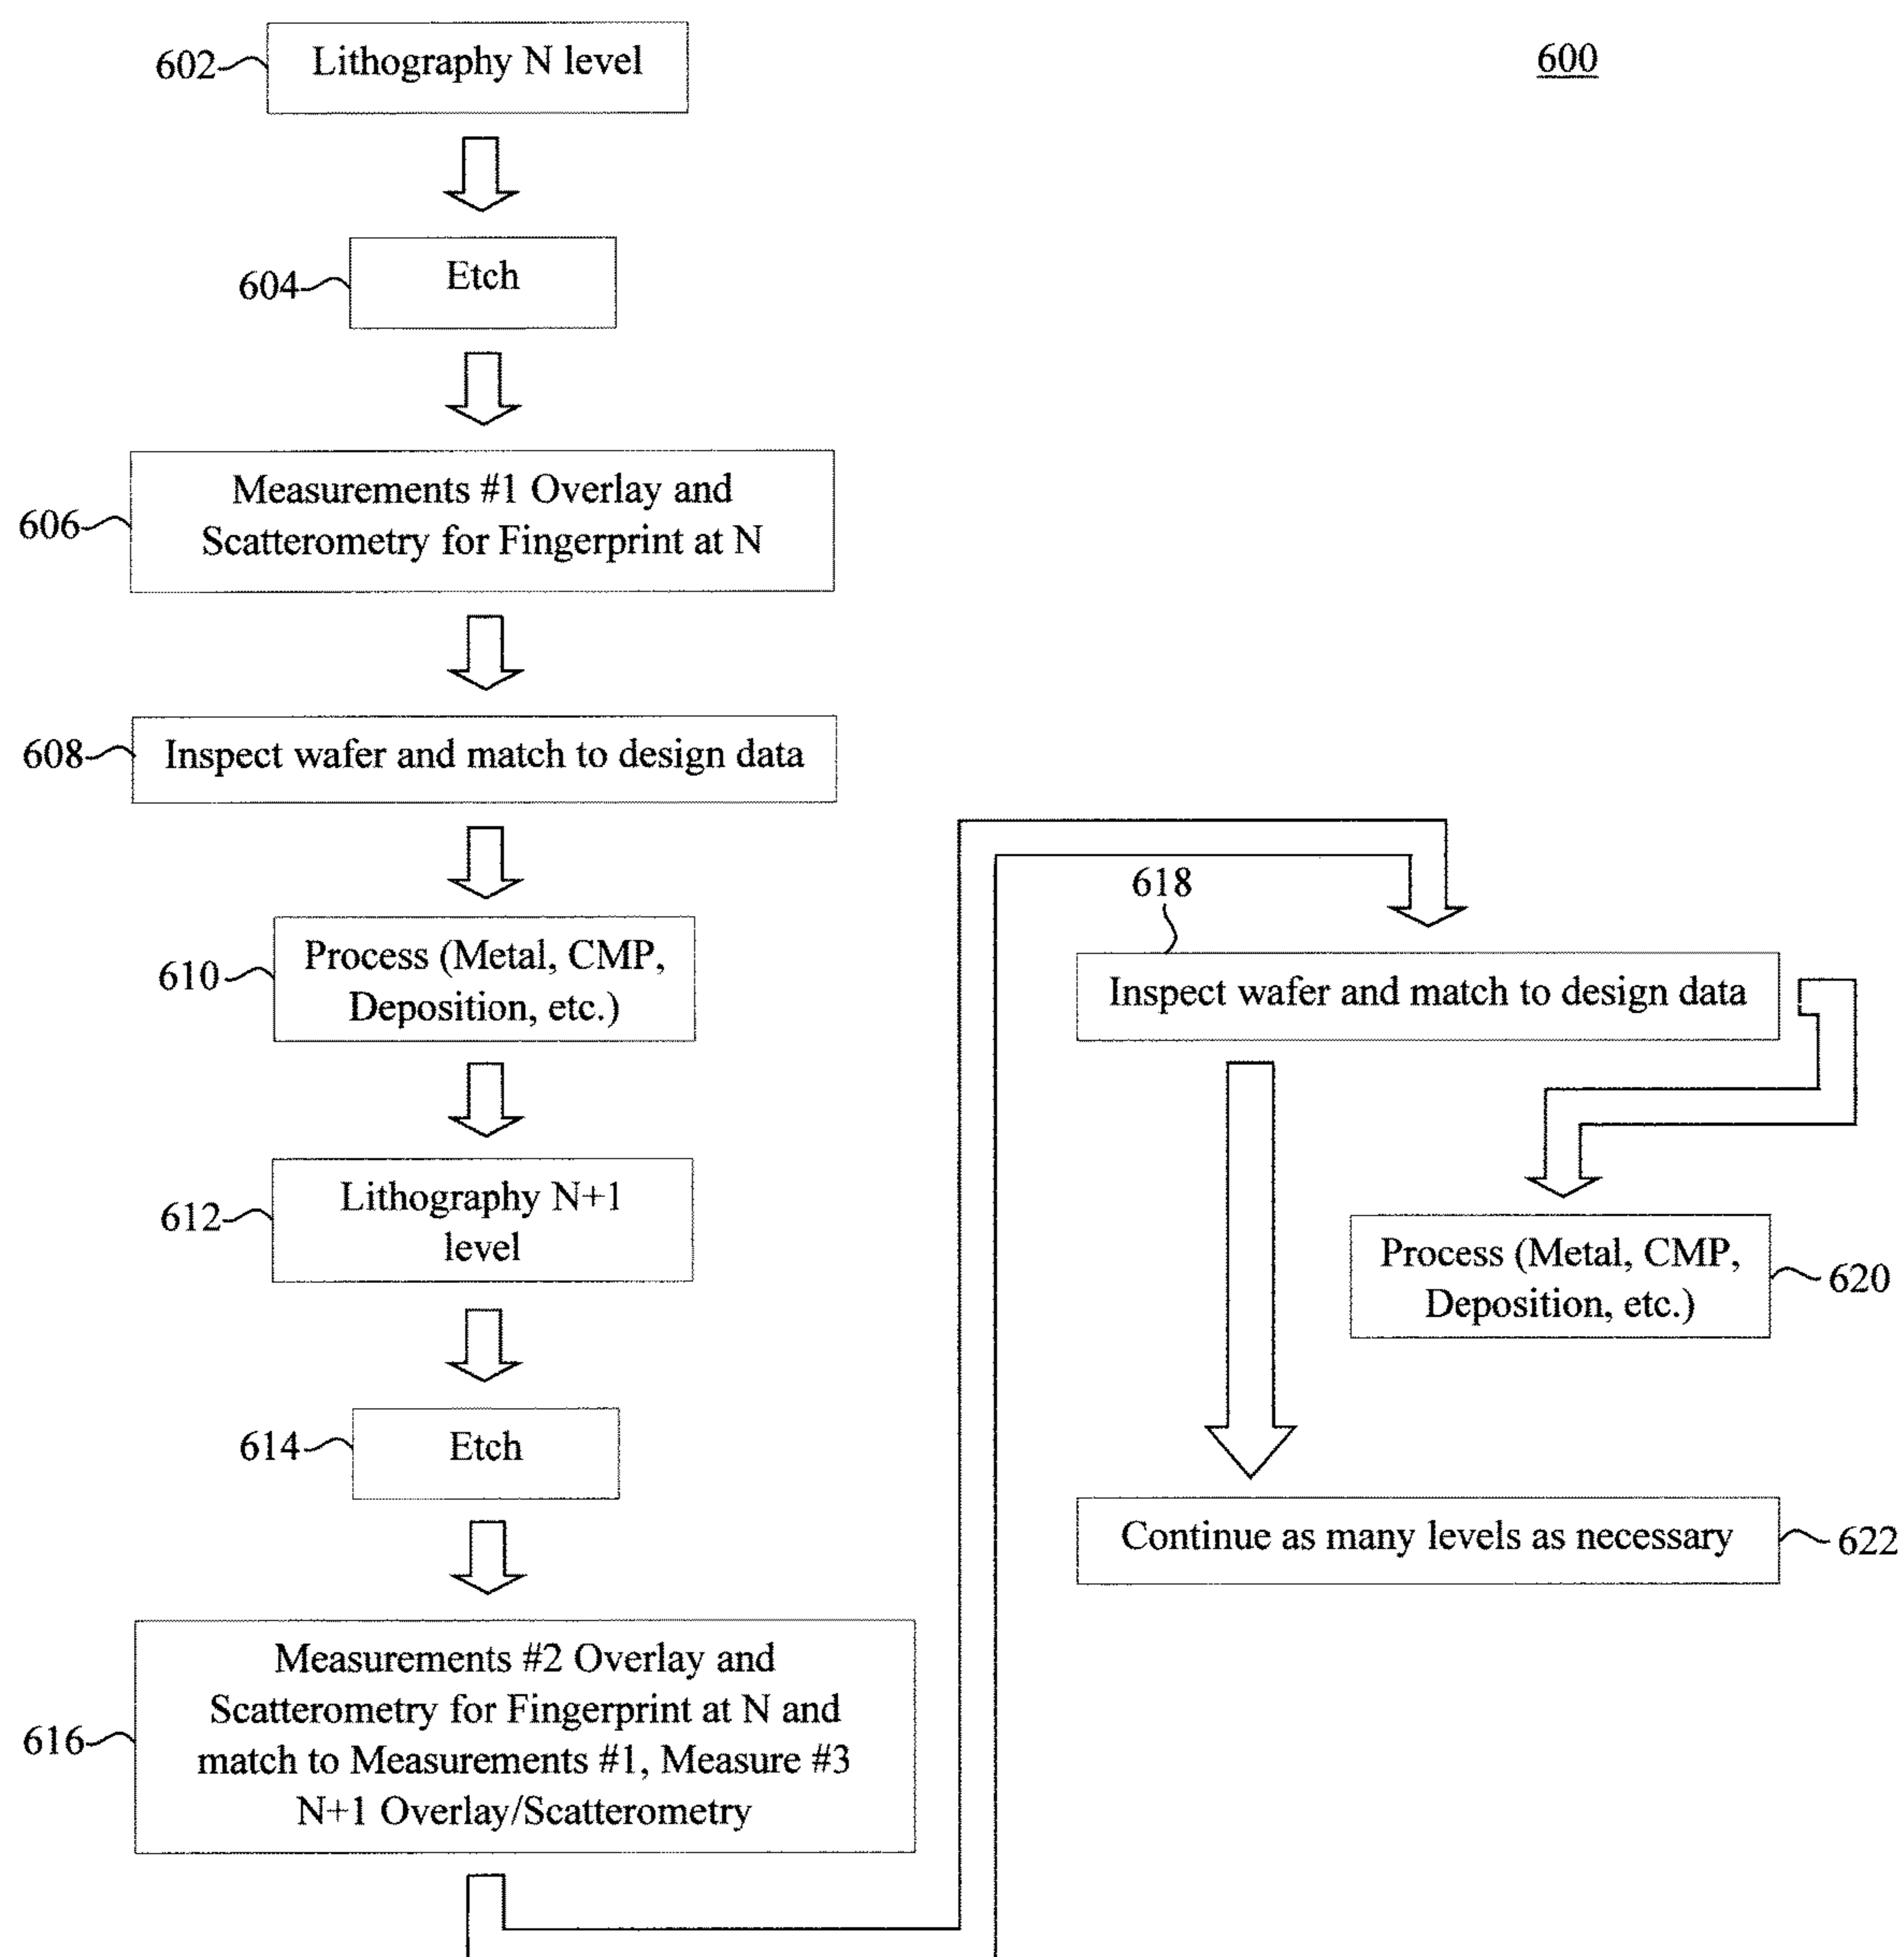 600
602
Lithography N level
604
Etch
606
Measurements #1 Overlay and
Scatterometry for Fingerprint at N
608
Inspect wafer and match to design data
610
Process (Metal, CMP,
Deposition, etc.)
612
Lithography N+1
level
614
Etch
616
Measurements #2 Overlay and
Scatterometry for Fingerprint at N and
match to Measurements #1, Measure #3
N+1 Overlay/Scatterometry
618
Inspect wafer and match to design data
Process (Metal, CMP,
Deposition, etc.)
620
Continue as many levels as necessary
622